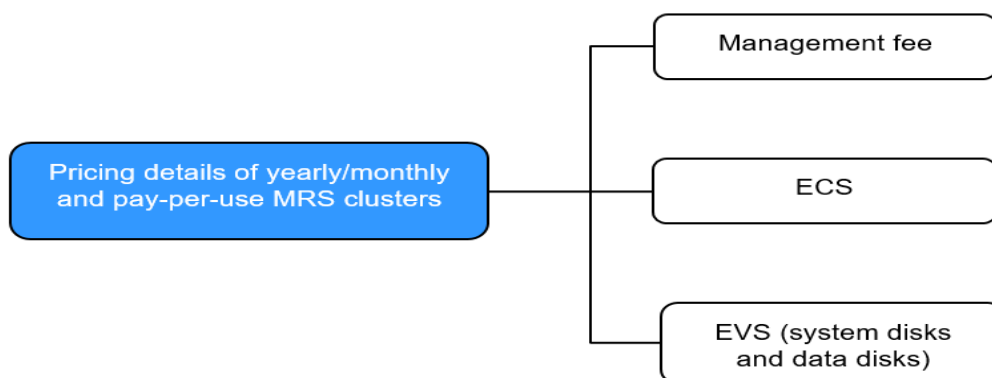 Management fee
Pricing details of yearly/monthly
and pay-per-use MRS clusters
ECS
EVS (system disks
and data disks)